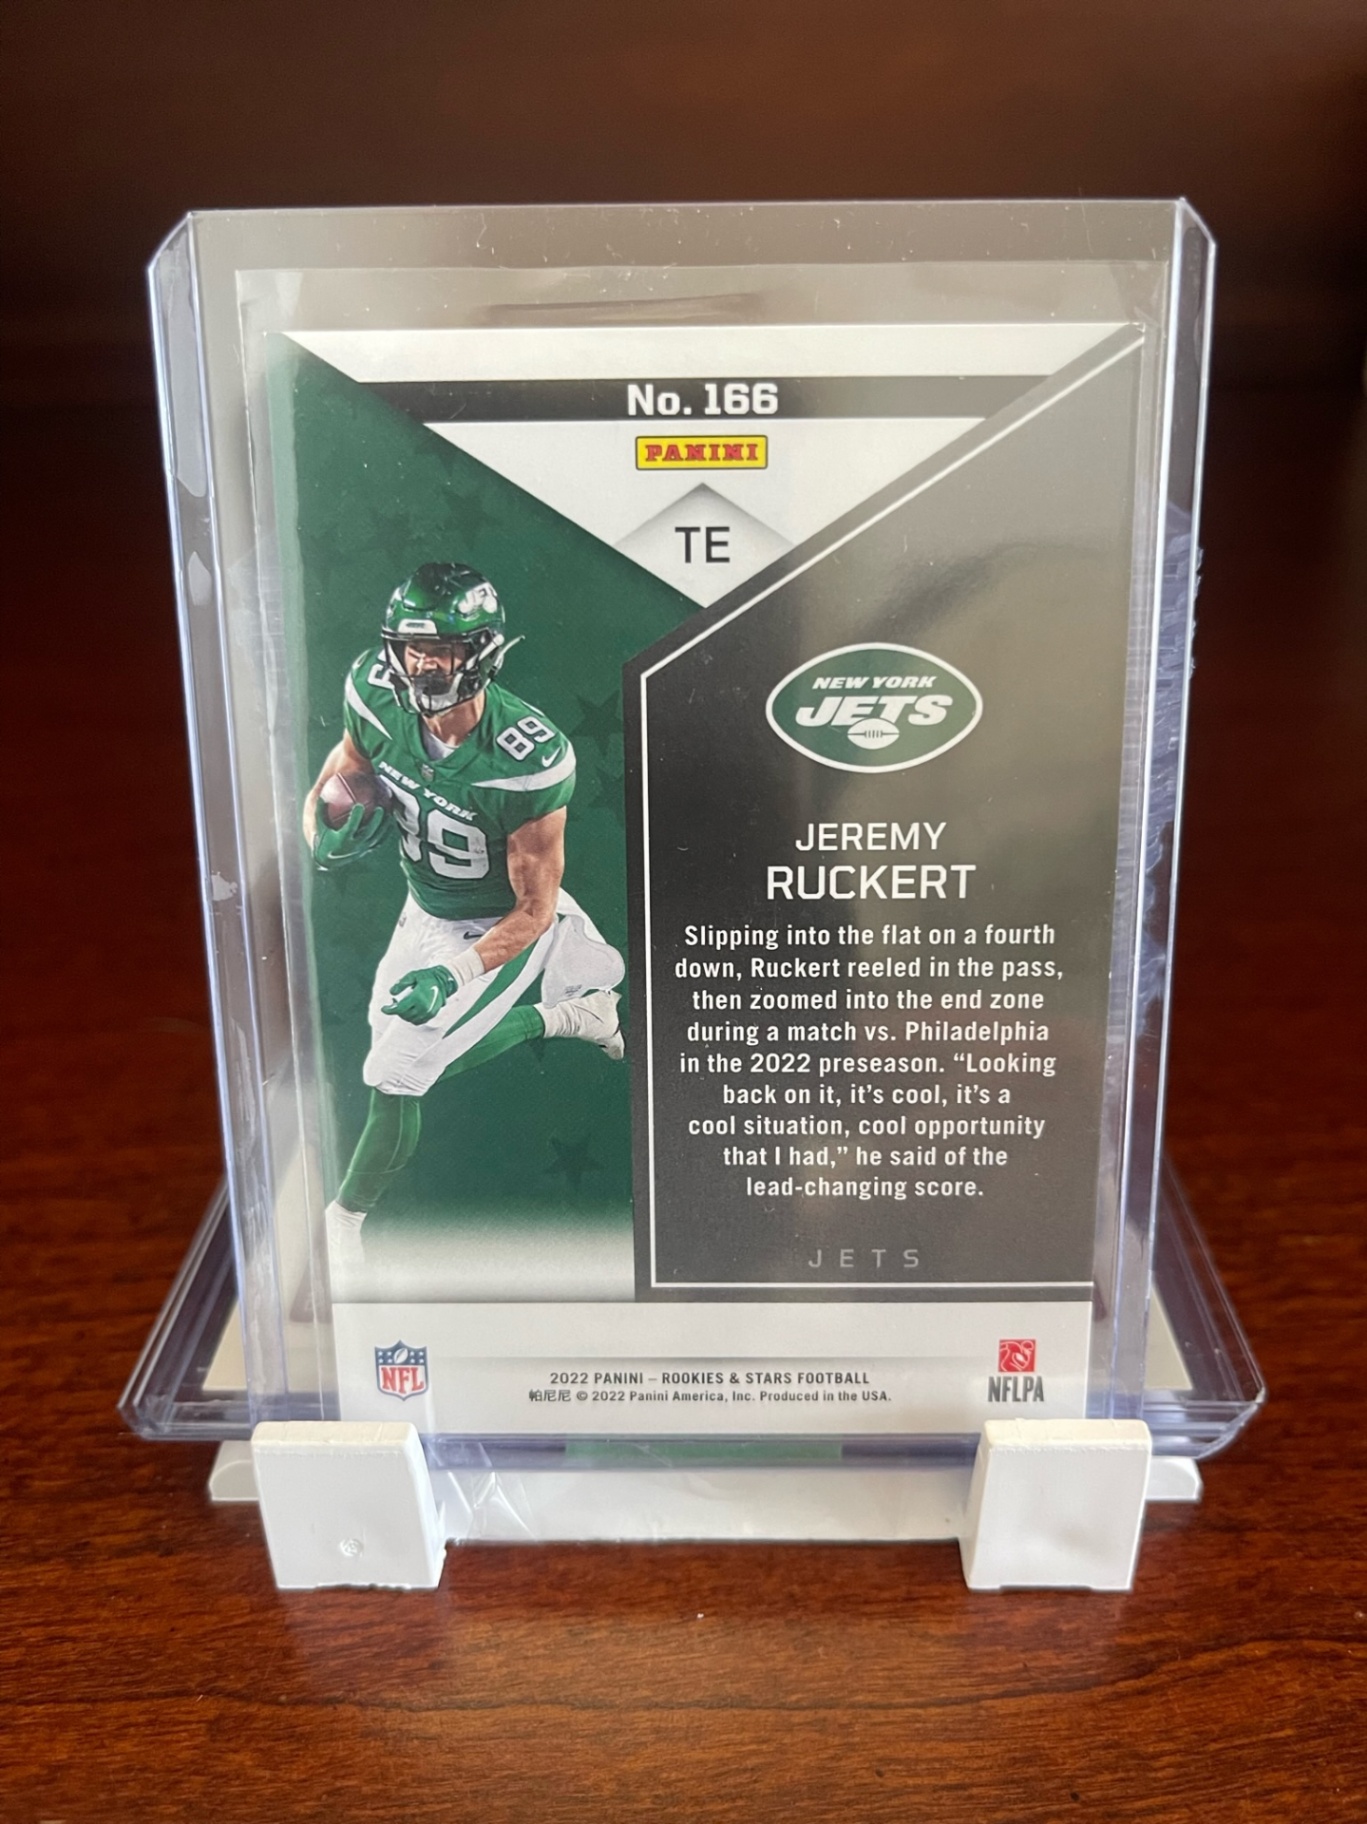 No. 166
PANINI
TE
JETS
89
89
NEW YORK
89
NEW YORK
JETS
JEREMY
RUCKERT
Slipping into the flat on a fourth
down, Ruckert reeled in the pass,
then zoomed into the end zone
during a match vs. Philadelphia
in the 2022 preseason. “Looking
back on it, it’s cool, it’s a
cool situation, cool opportunity
that I had,” he said of the
lead-changing score.
JETS
NFL
2022 PANINI – ROOKIES & STARS FOOTBALL
帕尼尼 © 2022 Panini America, Inc. Produced in the USA.
NFLPA